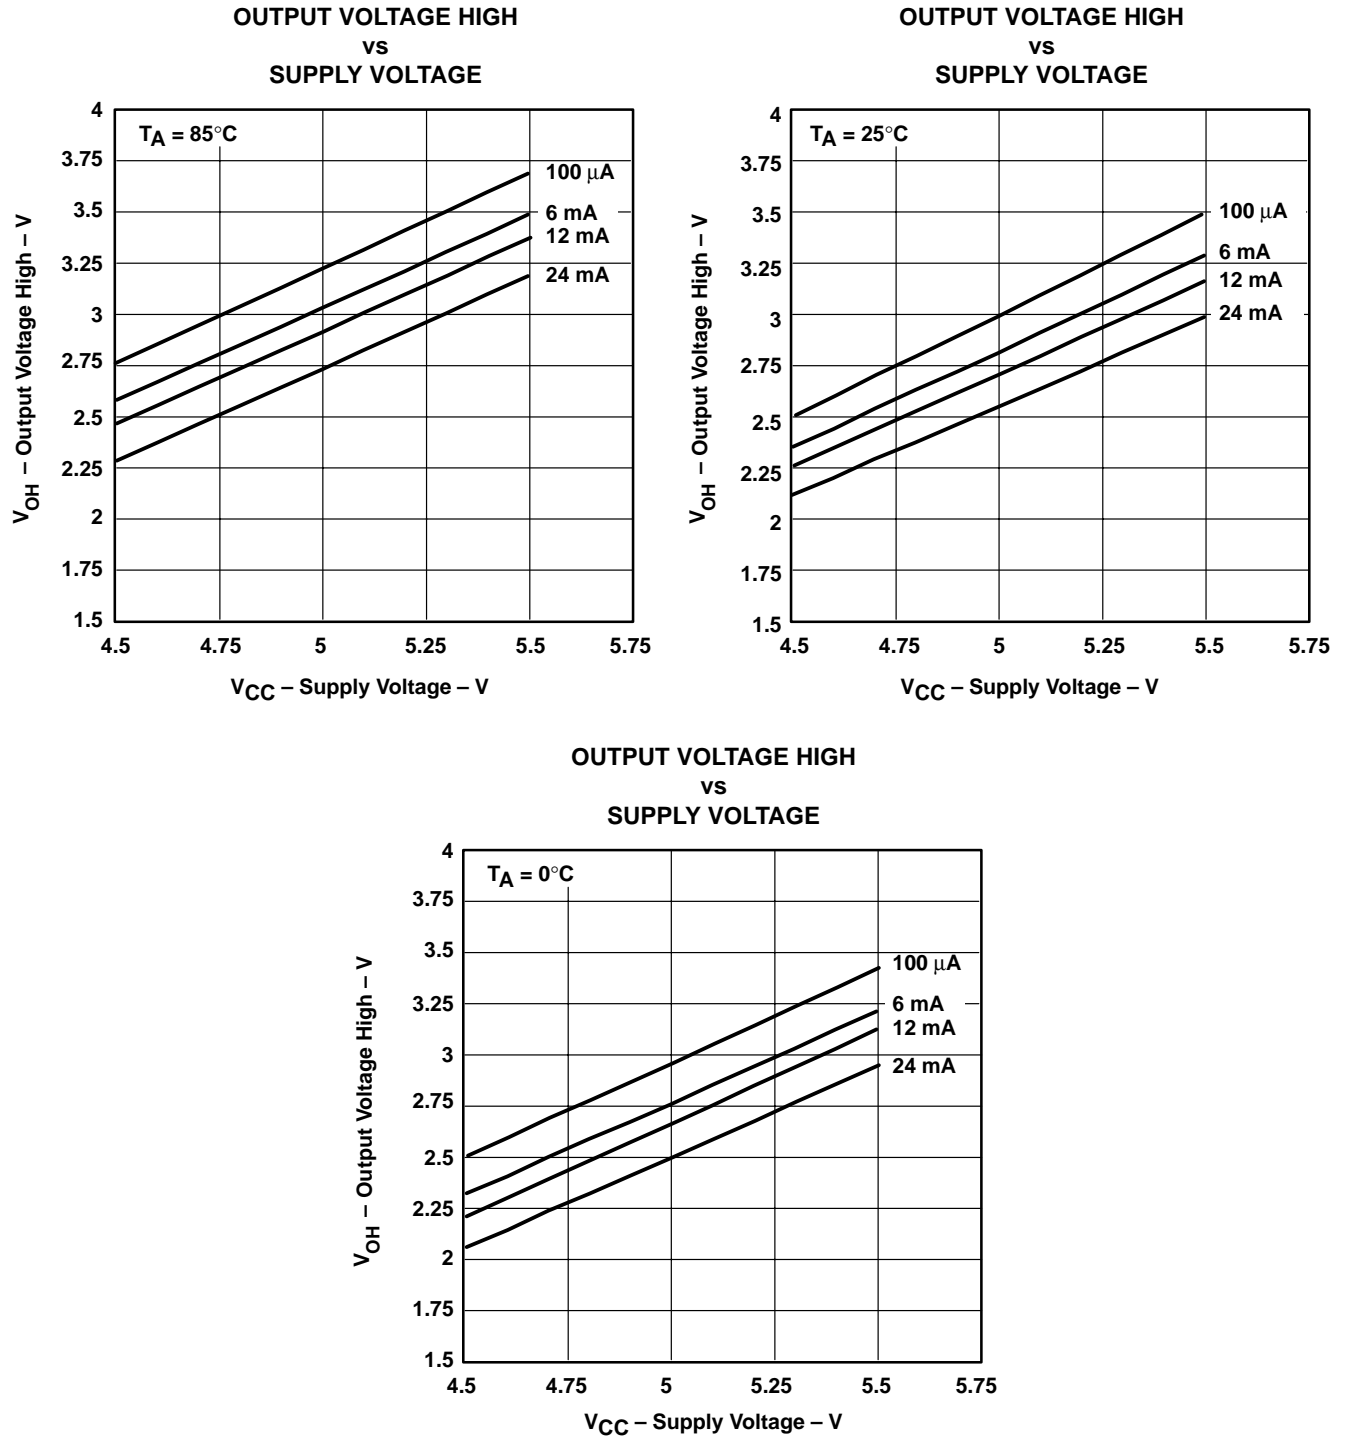 OUTPUT VOLTAGE HIGH
vs
SUPPLY VOLTAGE
4
3.75
3.5
3.25
3
2.75
2.5
2.25
2
1.75
1.5
TA = 85°C
100 μA
6 mA
12 mA
24 mA
VOH – Output Voltage High – V
4.5 4.75 5 5.25 5.5 5.75
VCC – Supply Voltage – V
OUTPUT VOLTAGE HIGH
vs
SUPPLY VOLTAGE
4
3.75
3.5
3.25
3
2.75
2.5
2.25
2
1.75
1.5
TA = 25°C
100 μA
6 mA
12 mA
24 mA
VOH – Output Voltage High – V
4.5 4.75 5 5.25 5.5 5.75
VCC – Supply Voltage – V
OUTPUT VOLTAGE HIGH
vs
SUPPLY VOLTAGE
4
3.75
3.5
3.25
3
2.75
2.5
2.25
2
1.75
1.5
TA = 0°C
100 μA
6 mA
12 mA
24 mA
VOH – Output Voltage High – V
4.5 4.75 5 5.25 5.5 5.75
VCC – Supply Voltage – V